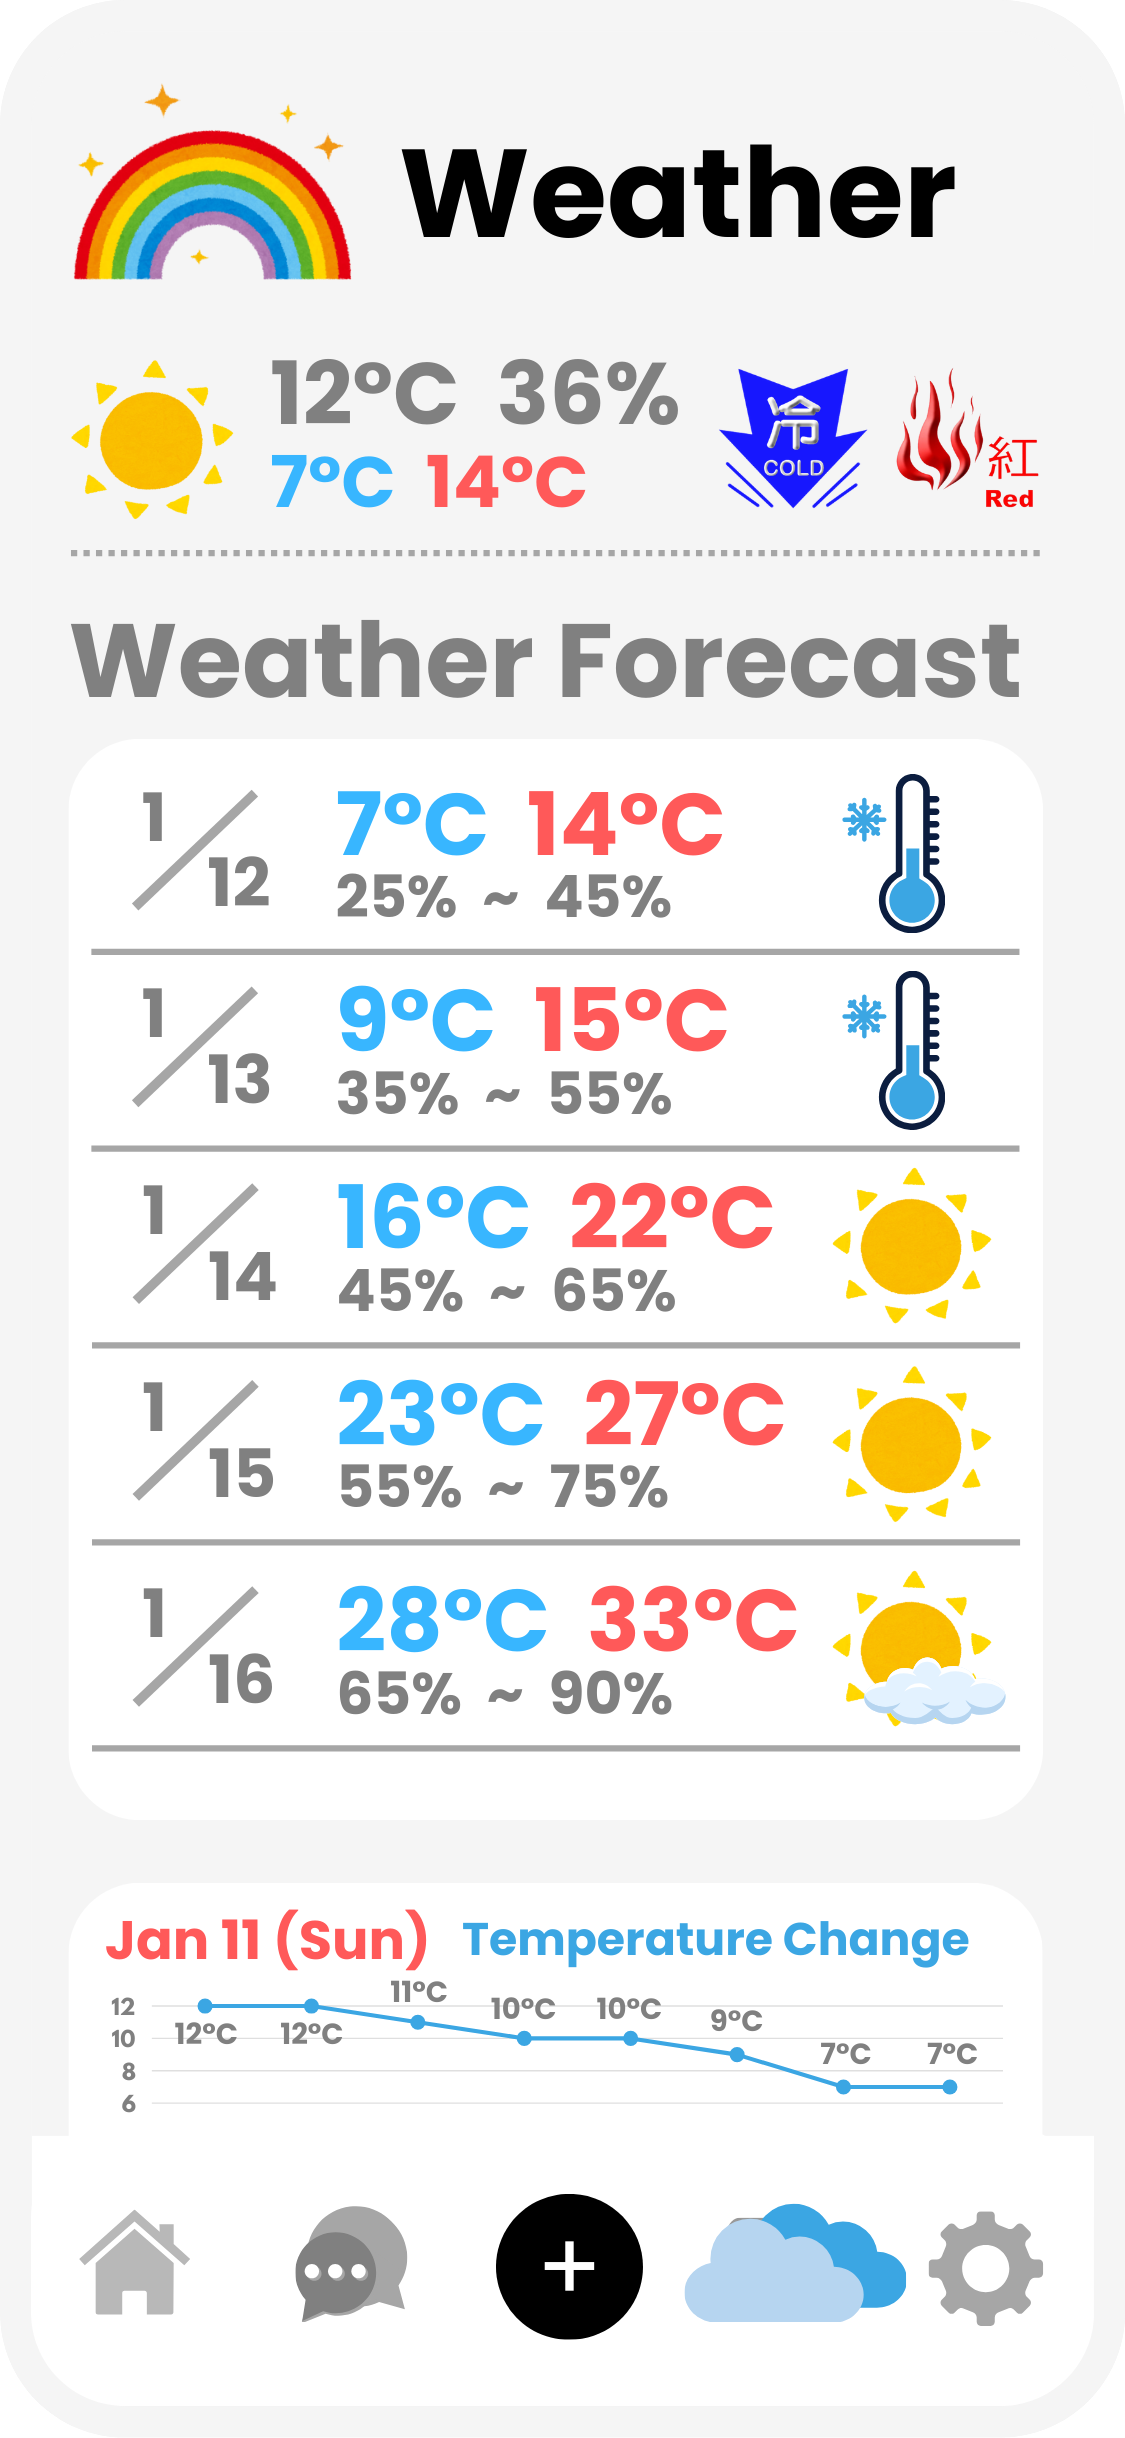 Weather
12°C 36%
7°C 14°C
冷
COLD
紅
Red
Weather Forecast
1/12
7°C 14°C
25% ~ 45%
1/13
9°C 15°C
35% ~ 55%
1/14
16°C 22°C
45% ~ 65%
1/15
23°C 27°C
55% ~ 75%
1/16
28°C 33°C
65% ~ 90%
Jan 11 (Sun) Temperature Change
12
10
8
6
12°C 12°C 11°C 10°C 10°C 9°C 7°C 7°C
+